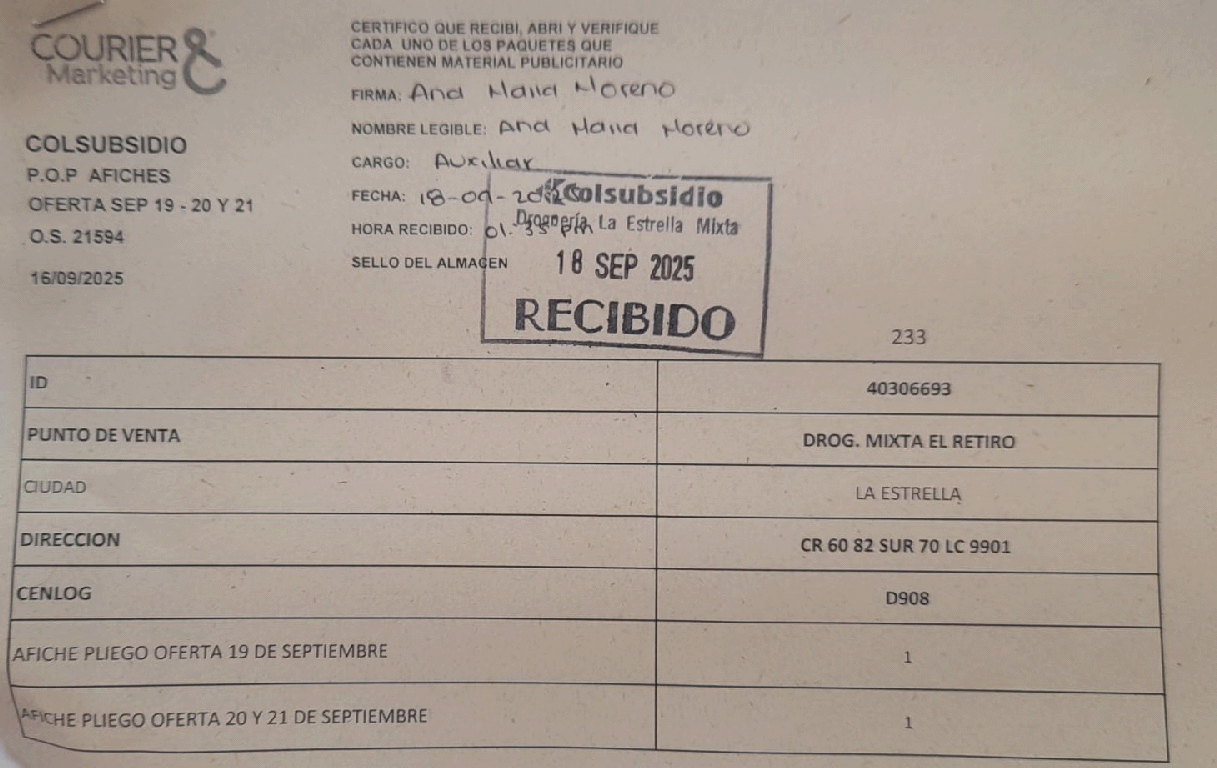 COURIER &
Marketing
COLSUBSIDIO
P.O.P AFICHES
OFERTA SEP 19 - 20 Y 21
O.S. 21594
16/09/2025
CERTIFICO QUE RECIBI, ABRI Y VERIFIQUE
CADA UNO DE LOS PAQUETES QUE
CONTIENEN MATERIAL PUBLICITARIO
FIRMA: Ana Maria Moreno
NOMBRE LEGIBLE: Ana Maria Moreno
CARGO: Auxiliar
FECHA: 18-09-
HORA RECIBIDO: 01:35 pm
SELLO DEL ALMACEN
Colsubsidio
Droguería La Estrella Mixta
18 SEP 2025
RECIBIDO
233
ID 40306693
PUNTO DE VENTA DROG. MIXTA EL RETIRO
CIUDAD LA ESTRELLA
DIRECCION CR 60 82 SUR 70 LC 9901
CENLOG D908
AFICHE PLIEGO OFERTA 19 DE SEPTIEMBRE 1
AFICHE PLIEGO OFERTA 20 Y 21 DE SEPTIEMBRE 1